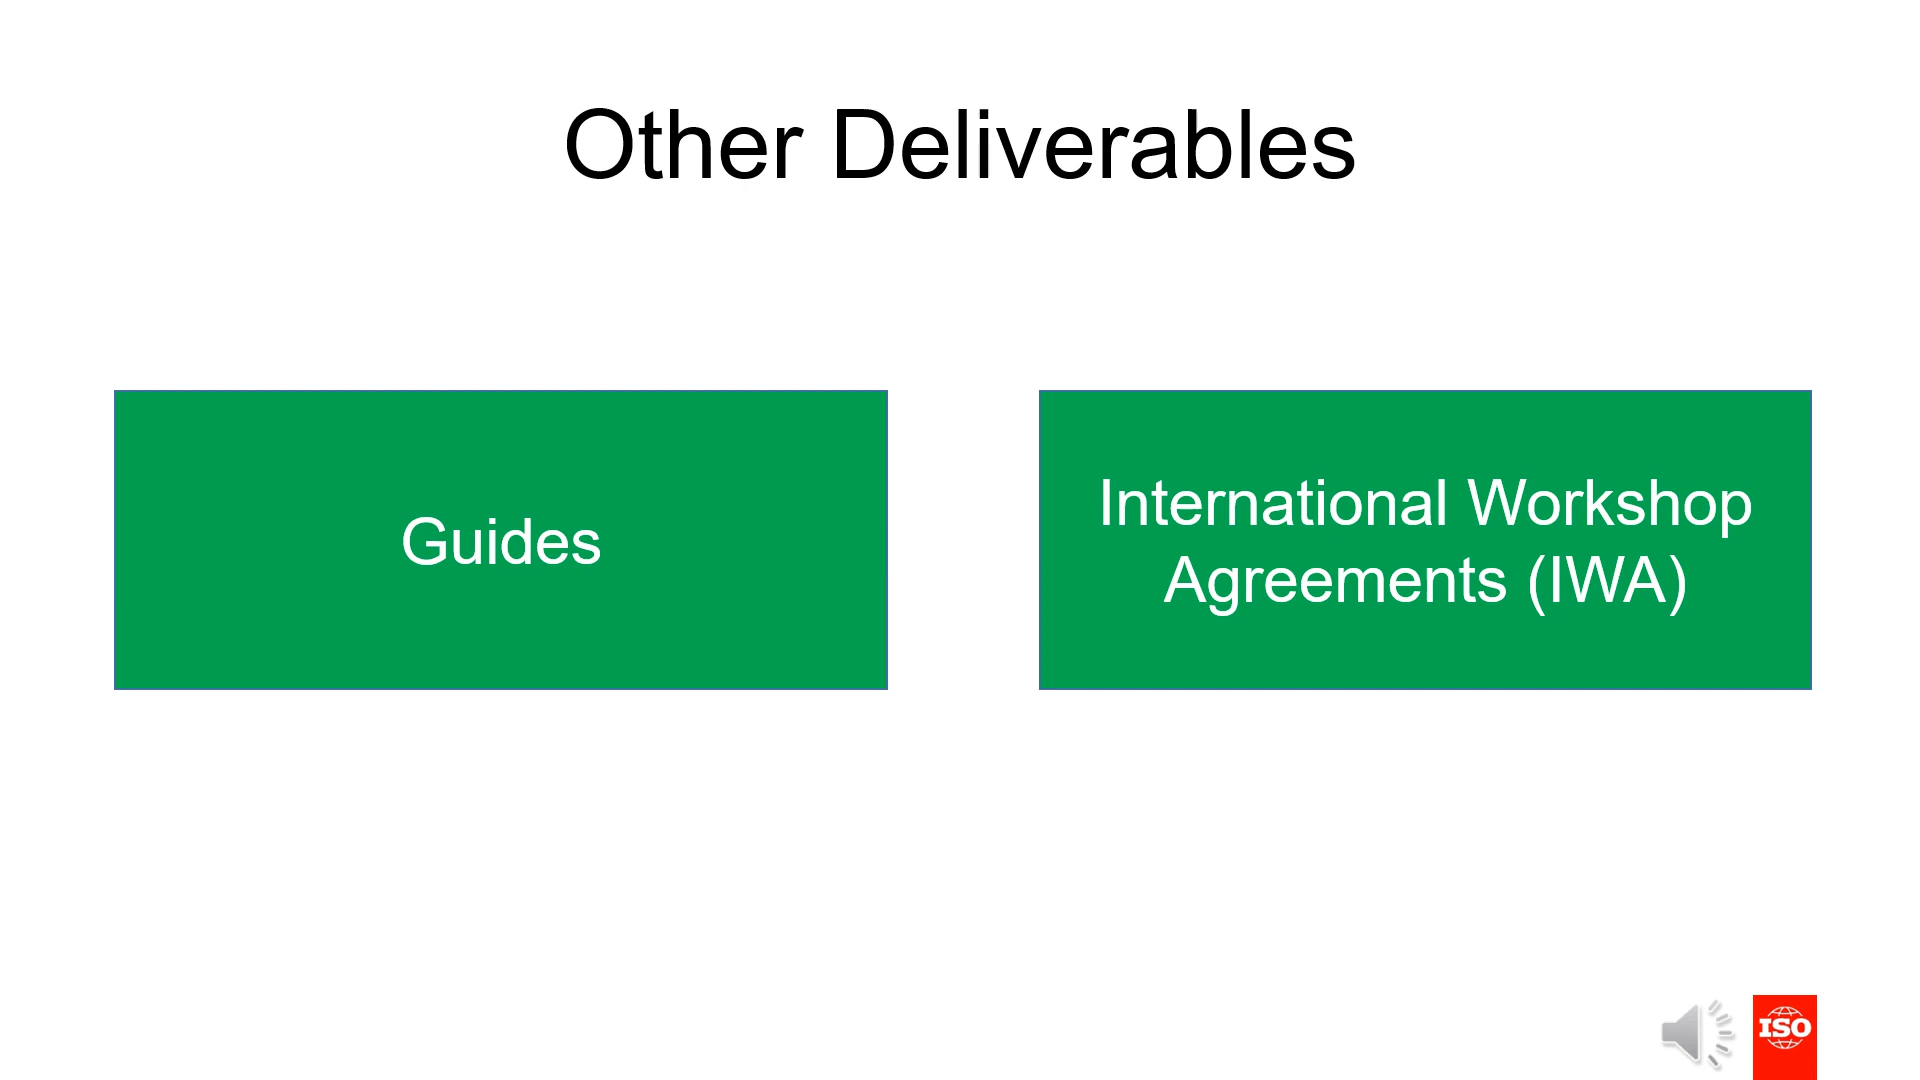 Other Deliverables
Guides
International Workshop
Agreements (IWA)
ISO